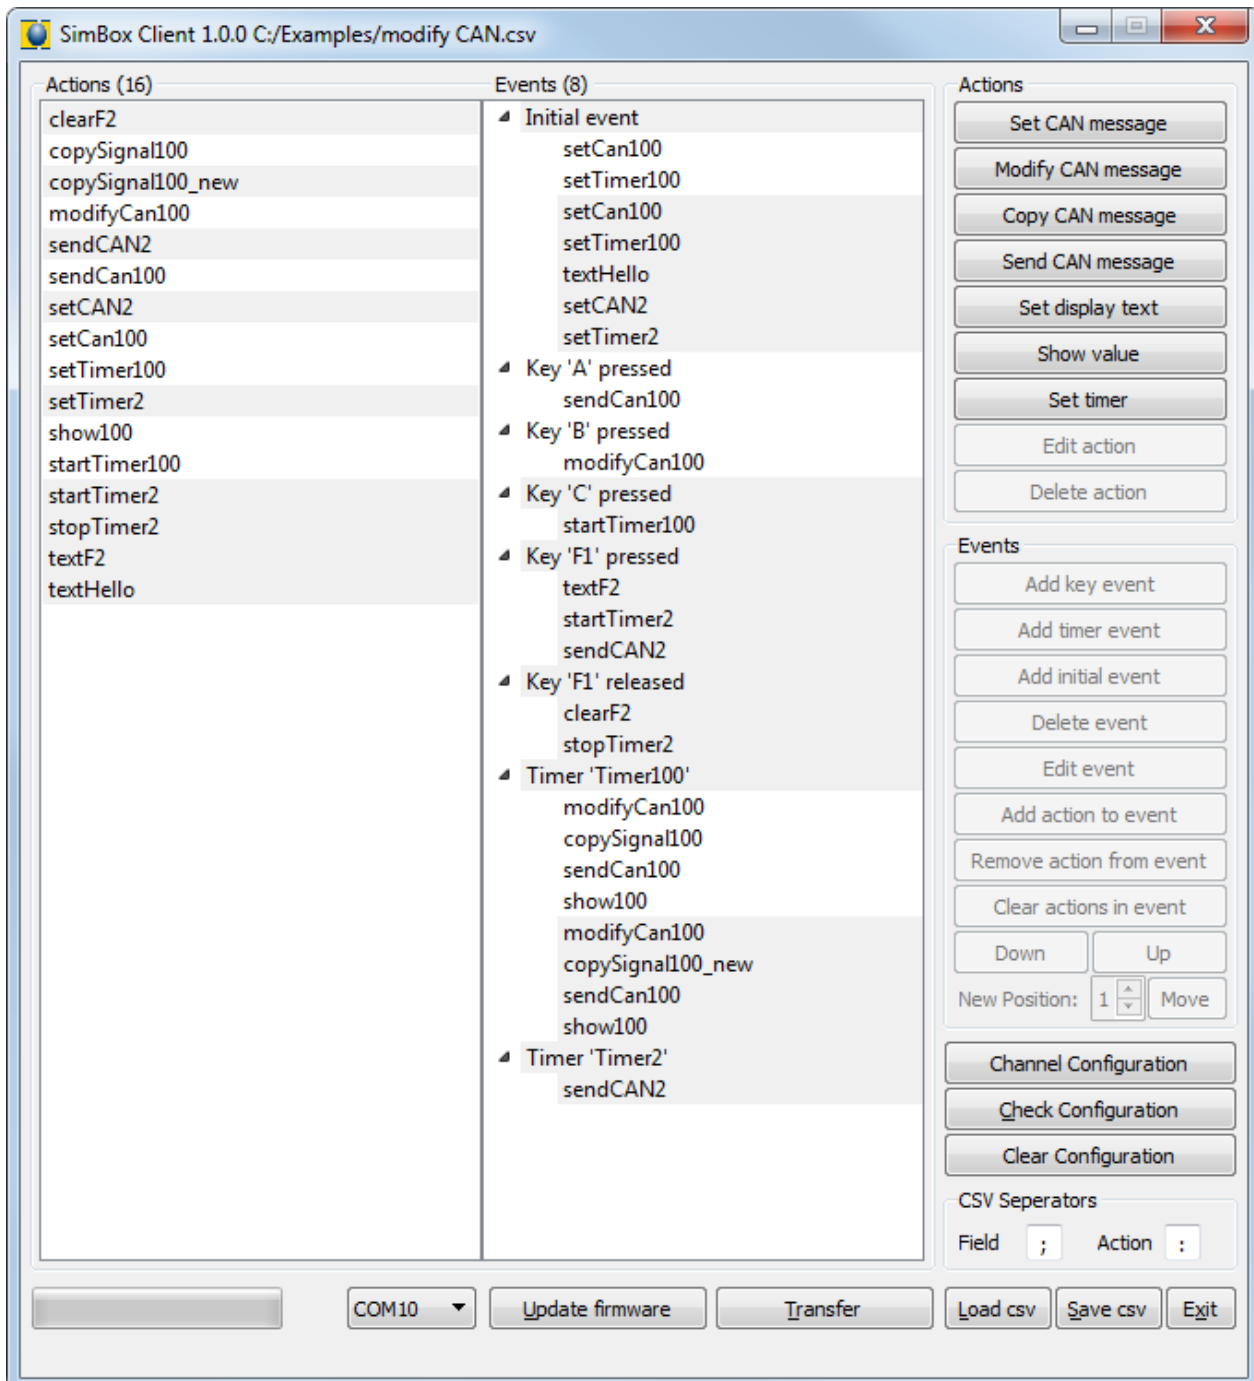 SimBox Client 1.0.0 C:/Examples/modify CAN.csv
Actions (16)
clearF2
copySignal100
copySignal100_new
modifyCan100
sendCAN2
sendCan100
setCAN2
setCan100
setTimer100
setTimer2
show100
startTimer100
startTimer2
stopTimer2
textF2
textHello
Events (8)
Initial event
setCan100
setTimer100
setCan100
setTimer100
textHello
setCAN2
setTimer2
Key 'A' pressed
sendCan100
Key 'B' pressed
modifyCan100
Key 'C' pressed
startTimer100
Key 'F1' pressed
textF2
startTimer2
sendCAN2
Key 'F1' released
clearF2
stopTimer2
Timer 'Timer100'
modifyCan100
copySignal100
sendCan100
show100
modifyCan100
copySignal100_new
sendCan100
show100
Timer 'Timer2'
sendCAN2
Actions
Set CAN message
Modify CAN message
Copy CAN message
Send CAN message
Set display text
Show value
Set timer
Edit action
Delete action
Events
Add key event
Add timer event
Add initial event
Delete event
Edit event
Add action to event
Remove action from event
Clear actions in event
Down Up
New Position: 1 Move
Channel Configuration
Check Configuration
Clear Configuration
CSV Seperators
Field ; Action :
COM10 Update firmware Transfer Load csv Save csv Exit